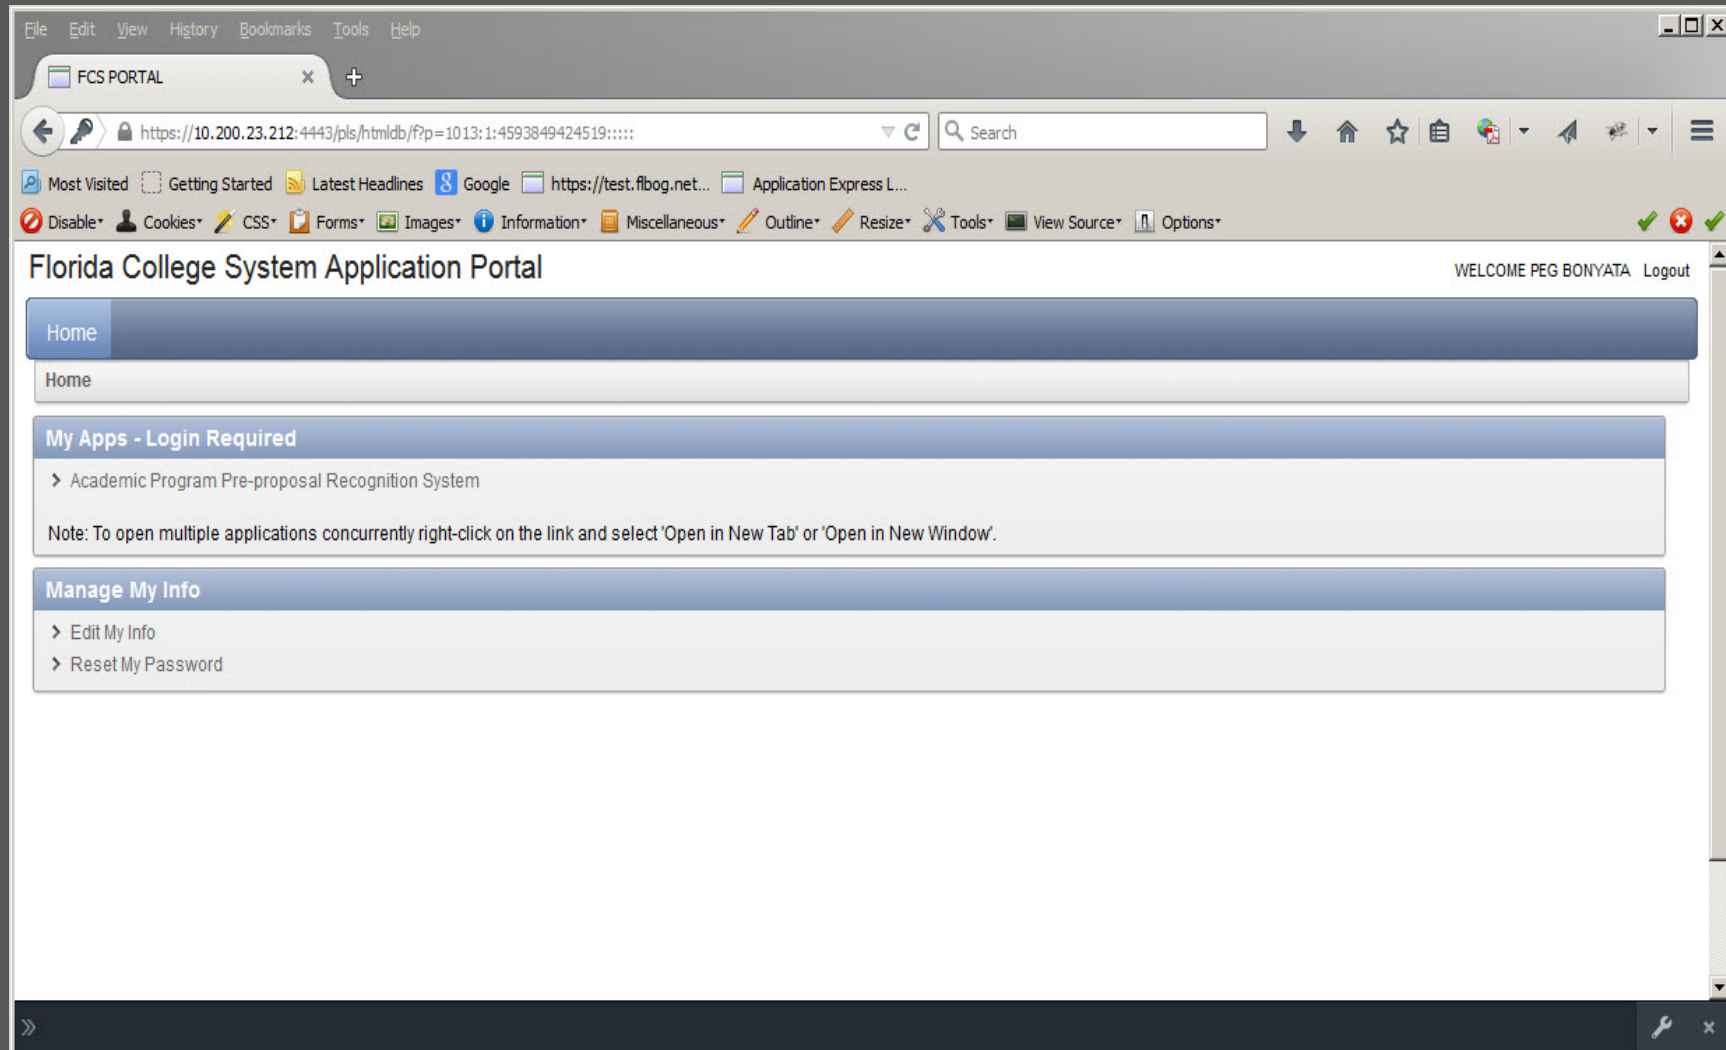 File Edit View History Bookmarks Tools Help
FCS PORTAL
https://10.200.23.212:4443/pls/htmldb/f?p=1013:1:4593849424519::::: Search
Most Visited Getting Started Latest Headlines Google https://test.flbog.net... Application Express L...
Disable CSS Cookies Forms Images Information Miscellaneous Outline Resize Tools View Source Options
Florida College System Application Portal
WELCOME PEG BONYATA Logout
Home
Home
My Apps - Login Required
Academic Program Pre-proposal Recognition System
Note: To open multiple applications concurrently right-click on the link and select 'Open in New Tab' or 'Open in New Window'.
Manage My Info
Edit My Info
Reset My Password